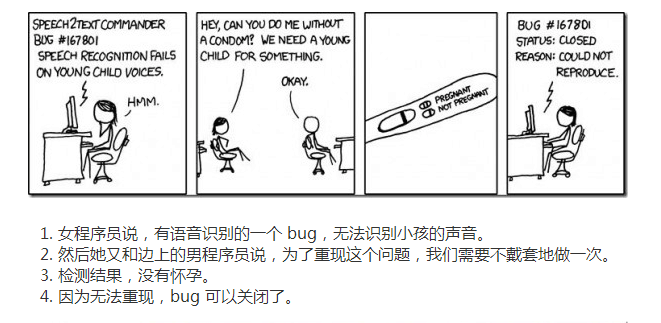 SPEECH2TEXT COMMANDER
BUG #167801
SPEECH RECOGNITION FAILS
ON YOUNG CHILD VOICES.
HMM.
HEY, CAN YOU DO ME WITHOUT
A CONDOM? WE NEED A YOUNG
CHILD FOR SOMETHING.
OKAY.
PREGNANT
NOT PREGNANT
BUG #167801
STATUS: CLOSED
REASON: COULD NOT
REPRODUCE.
1. 女程序员说，有语音识别的一个 bug，无法识别小孩的声音。
2. 然后她又和边上的男程序员说，为了重现这个问题，我们需要不戴套地做一次。
3. 检测结果，没有怀孕。
4. 因为无法重现，bug 可以关闭了。